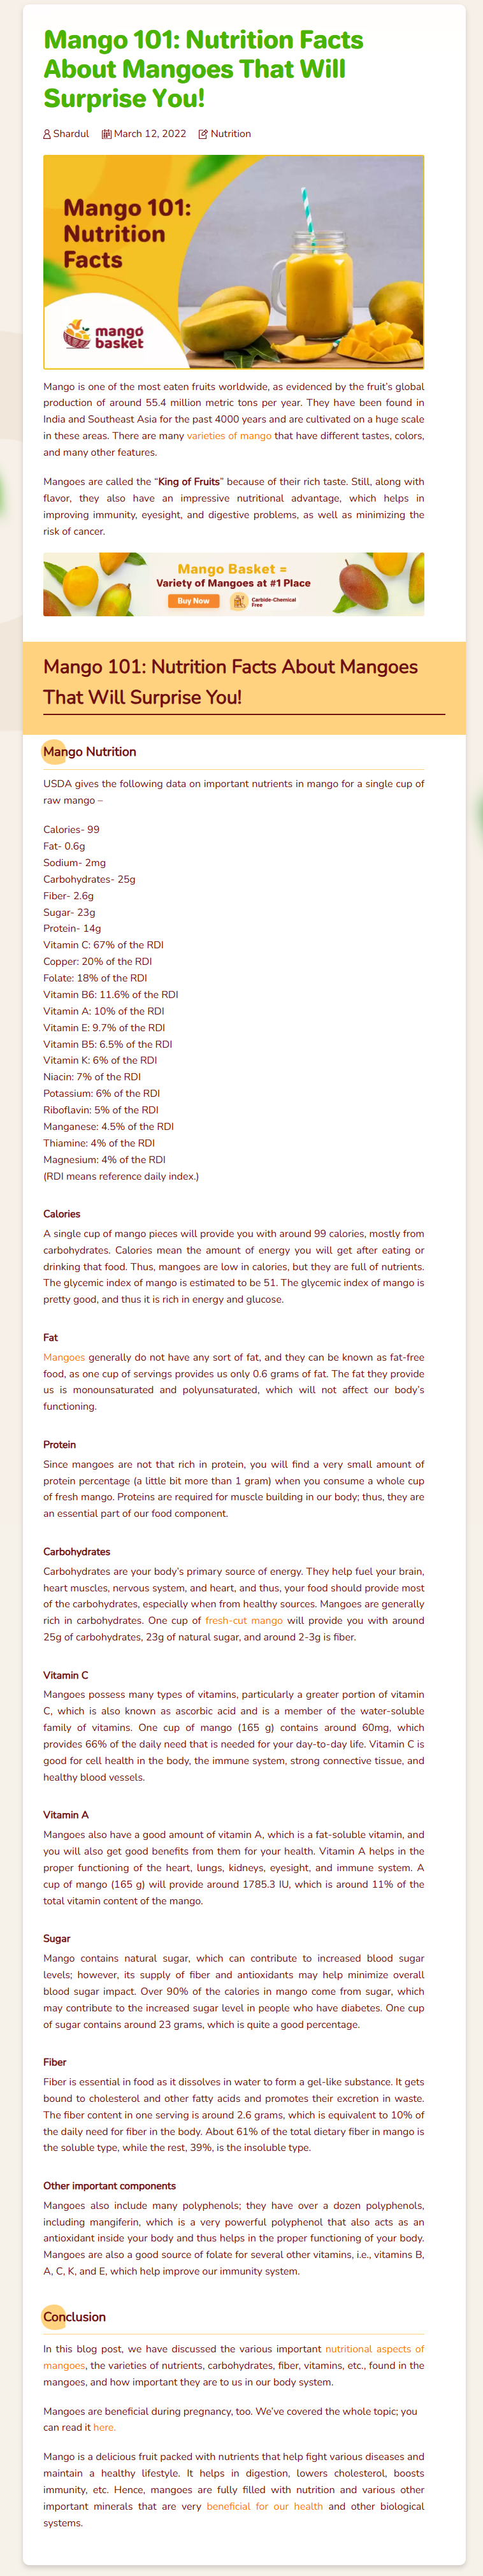 Mango 101: Nutrition Facts
About Mangoes That Will
Surprise You!
Shardul March 12, 2022 Nutrition
Mango 101:
Nutrition
Facts
mango
basket
Mango is one of the most eaten fruits worldwide, as evidenced by the fruit's global
production of around 55.4 million metric tons per year. They have been found in
India and Southeast Asia for the past 4000 years and are cultivated on a huge scale
in these areas. There are many varieties of mango that have different tastes, colors,
and many other features.
Mangoes are called the “King of Fruits” because of their rich taste. Still, along with
flavor, they also have an impressive nutritional advantage, which helps in
improving immunity, eyesight, and digestive problems, as well as minimizing the
risk of cancer.
Mango Basket =
Variety of Mangoes at #1 Place
Buy Now
Carbide-Chemical
Free
Mango 101: Nutrition Facts About Mangoes
That Will Surprise You!
Mango Nutrition
USDA gives the following data on important nutrients in mango for a single cup of
raw mango –
Calories- 99
Fat- 0.6g
Sodium- 2mg
Carbohydrates- 25g
Fiber- 2.6g
Sugar- 23g
Protein- 14g
Vitamin C: 67% of the RDI
Copper: 20% of the RDI
Folate: 18% of the RDI
Vitamin B6: 11.6% of the RDI
Vitamin A: 10% of the RDI
Vitamin E: 9.7% of the RDI
Vitamin B5: 6.5% of the RDI
Vitamin K: 6% of the RDI
Niacin: 7% of the RDI
Potassium: 6% of the RDI
Riboflavin: 5% of the RDI
Manganese: 4.5% of the RDI
Thiamine: 4% of the RDI
Magnesium: 4% of the RDI
(RDI means reference daily index.)
Calories
A single cup of mango pieces will provide you with around 99 calories, mostly from
carbohydrates. Calories mean the amount of energy you will get after eating or
drinking that food. Thus, mangoes are low in calories, but they are full of nutrients.
The glycemic index of mango is estimated to be 51. The glycemic index of mango is
pretty good, and thus it is rich in energy and glucose.
Fat
Mangoes generally do not have any sort of fat, and they can be known as fat-free
food, as one cup of servings provides us only 0.6 grams of fat. The fat they provide
us is monounsaturated and polyunsaturated, which will not affect our body's
functioning.
Protein
Since mangoes are not that rich in protein, you will find a very small amount of
protein percentage (a little bit more than 1 gram) when you consume a whole cup
of fresh mango. Proteins are required for muscle building in our body; thus, they are
an essential part of our food component.
Carbohydrates
Carbohydrates are your body's primary source of energy. They help fuel your brain,
heart muscles, nervous system, and heart, and thus, your food should provide most
of the carbohydrates, especially when from healthy sources. Mangoes are generally
rich in carbohydrates. One cup of fresh-cut mango will provide you with around
25g of carbohydrates, 23g of natural sugar, and around 2-3g is fiber.
Vitamin C
Mangoes possess many types of vitamins, particularly a greater portion of vitamin
C, which is also known as ascorbic acid and is a member of the water-soluble
family of vitamins. One cup of mango (165 g) contains around 60mg, which
provides 66% of the daily need that is needed for your day-to-day life. Vitamin C is
good for cell health in the body, the immune system, strong connective tissue, and
healthy blood vessels.
Vitamin A
Mangoes also have a good amount of vitamin A, which is a fat-soluble vitamin, and
you will also get good benefits from them for your health. Vitamin A helps in the
proper functioning of the heart, lungs, kidneys, eyesight, and immune system. A
cup of mango (165 g) will provide around 1785.3 IU, which is around 11% of the
total vitamin content of the mango.
Sugar
Mango contains natural sugar, which can contribute to increased blood sugar
levels; however, its supply of fiber and antioxidants may help minimize overall
blood sugar impact. Over 90% of the calories in mango come from sugar, which
may contribute to the increased sugar level in people who have diabetes. One cup
of sugar contains around 23 grams, which is quite a good percentage.
Fiber
Fiber is essential in food as it dissolves in water to form a gel-like substance. It gets
bound to cholesterol and other fatty acids and promotes their excretion in waste.
The fiber content in one serving is around 2.6 grams, which is equivalent to 10% of
the daily need for fiber in the body. About 61% of the total dietary fiber in mango is
the soluble type, while the rest, 39%, is the insoluble type.
Other important components
Mangoes also include many polyphenols; they have over a dozen polyphenols,
including mangiferin, which is a very powerful polyphenol that also acts as an
antioxidant inside your body and thus helps in the proper functioning of your body.
Mangoes are also a good source of folate for several other vitamins, i.e., vitamins B,
A, C, K, and E, which help improve our immunity system.
Conclusion
In this blog post, we have discussed the various important nutritional aspects of
mangoes, the varieties of nutrients, carbohydrates, fiber, vitamins, etc., found in the
mangoes, and how important they are to us in our body system.
Mangoes are beneficial during pregnancy, too. We've covered the whole topic; you
can read it here.
Mango is a delicious fruit packed with nutrients that help fight various diseases and
maintain a healthy lifestyle. It helps in digestion, lowers cholesterol, boosts
immunity, etc. Hence, mangoes are fully filled with nutrition and various other
important minerals that are very beneficial for our health and other biological
systems.